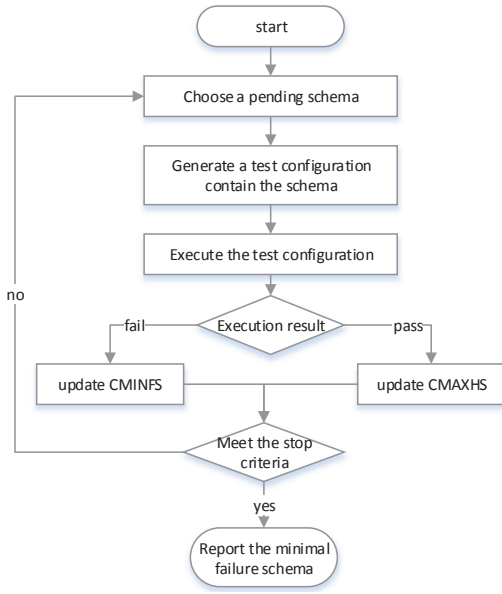 start
Choose a pending schema
Generate a test configuration
contain the schema
Execute the test configuration
no
fail
Execution result
pass
update CMINFS
update CMAXHS
Meet the stop
criteria
yes
Report the minimal
failure schema